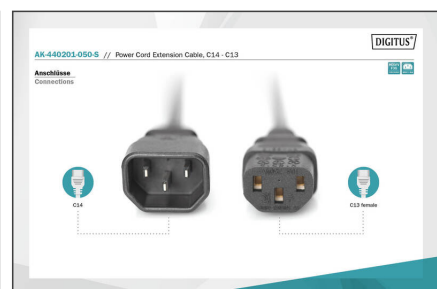 DIGITUS®
AK-440201-050-S // Power Cord Extension Cable, C14 - C13
Anschlüsse
Connections
C14
C13 female